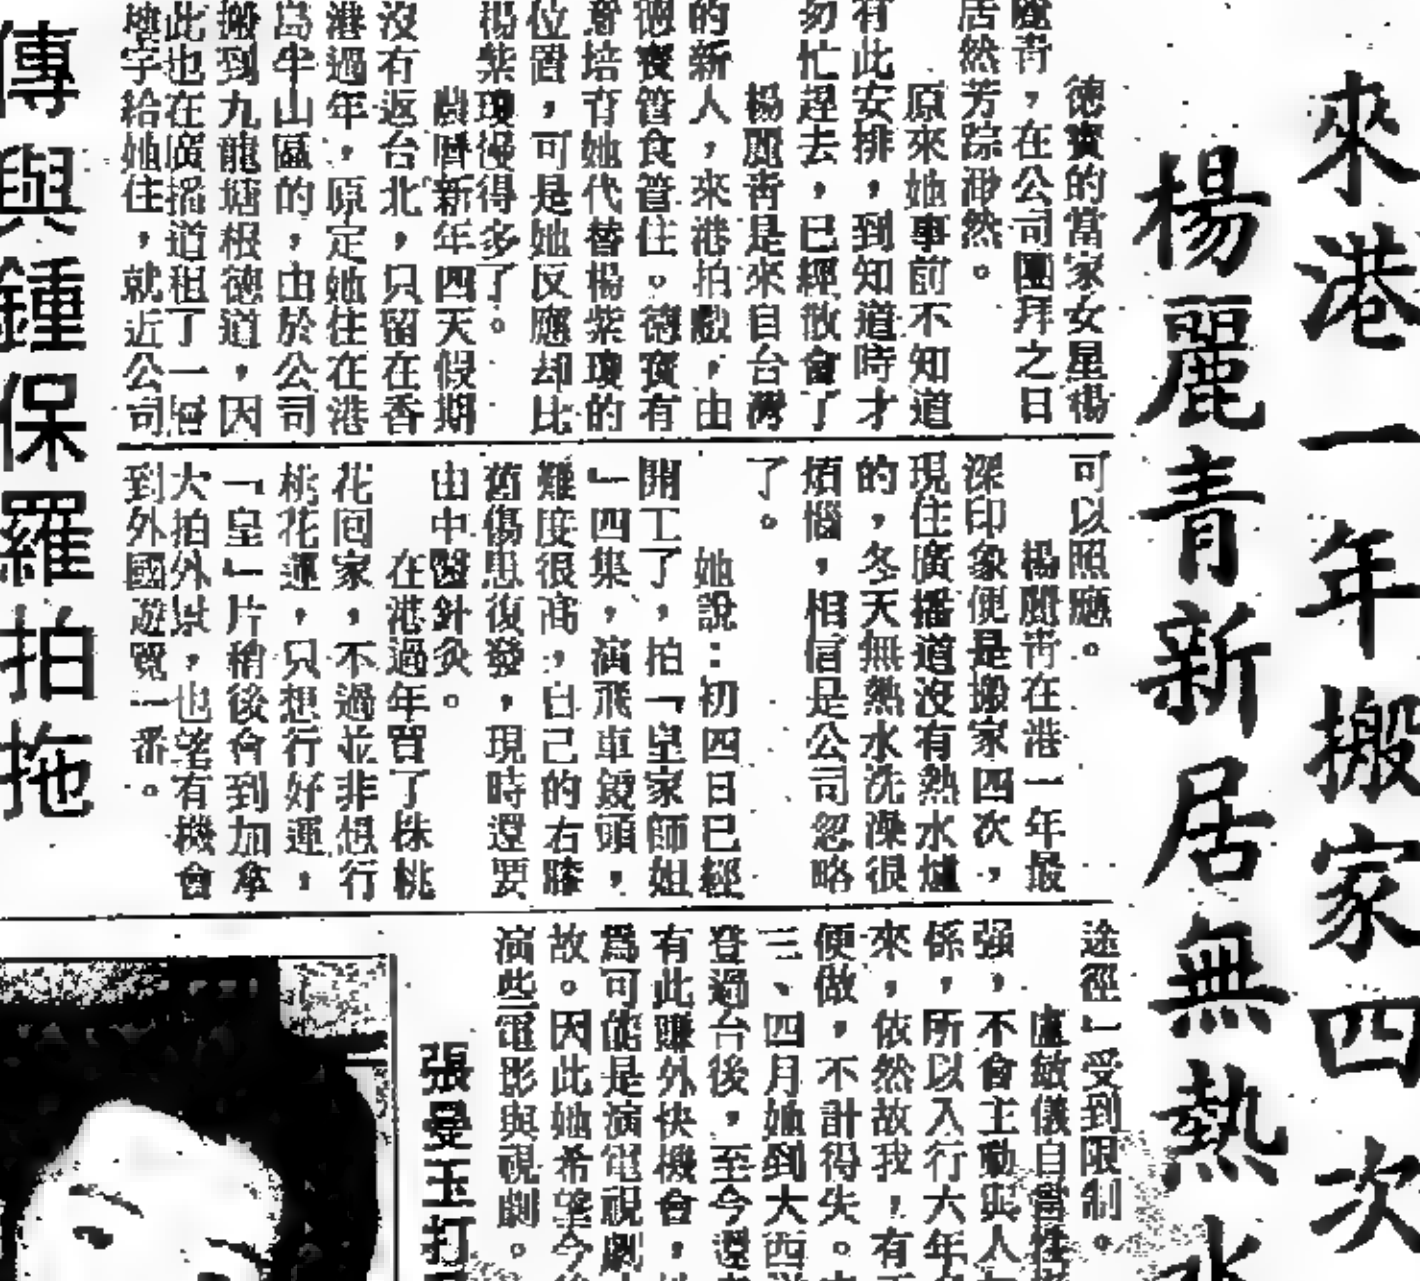 來港一年搬家四次
楊麗青新居無熱水
德寶的當家女星楊
麗青，在公司團拜之日
居然芳踪渺然。
原來她事前不知道
有此安排，到知道時才
匆忙趕去，已經散會了
楊麗青是來自台灣
的新人，來港拍戲，由
德寶管食管住。德寶有
意培育她代替楊紫瓊的
位置，可是她反應却比
楊紫瓊慢得多了。
農曆新年四天假期
沒有返台北，只留在香
港過年，原定她住在港
島半山區的，由於公司
搬到九龍塘根德道，因
此也在廣播道租了一層
樓宇給她住，就近公司
可以照應。
楊麗青在港一年最
深印象便是搬家四次，
現住廣播道沒有熱水爐
的，冬天無熱水洗澡很
煩惱，相信是公司忽略
了。
她說：初四日已經
開工了，拍「皇家師姐
」四集，演飛車鏡頭，
難度很高，自己的右膝
舊傷患復發，現時還要
由中醫針灸。
在港過年買了株桃
花囘家，不過並非想行
桃花運，只想行好運，
「皇」片稍後會到加拿
大拍外景，也望有機會
到外國遊覽一番。
傳與鍾保羅拍拖
途徑」受到限制。
盧敏儀自當性
强，不會主動與人
係，所以入行六年
來，依然故我，有
便做，不計得失。
三、四月她到大西
登過台後，至今還
有此賺外快機會，
爲可能是演電視劇
故。因此她希望今
演些電影與視劇。
張曼玉打